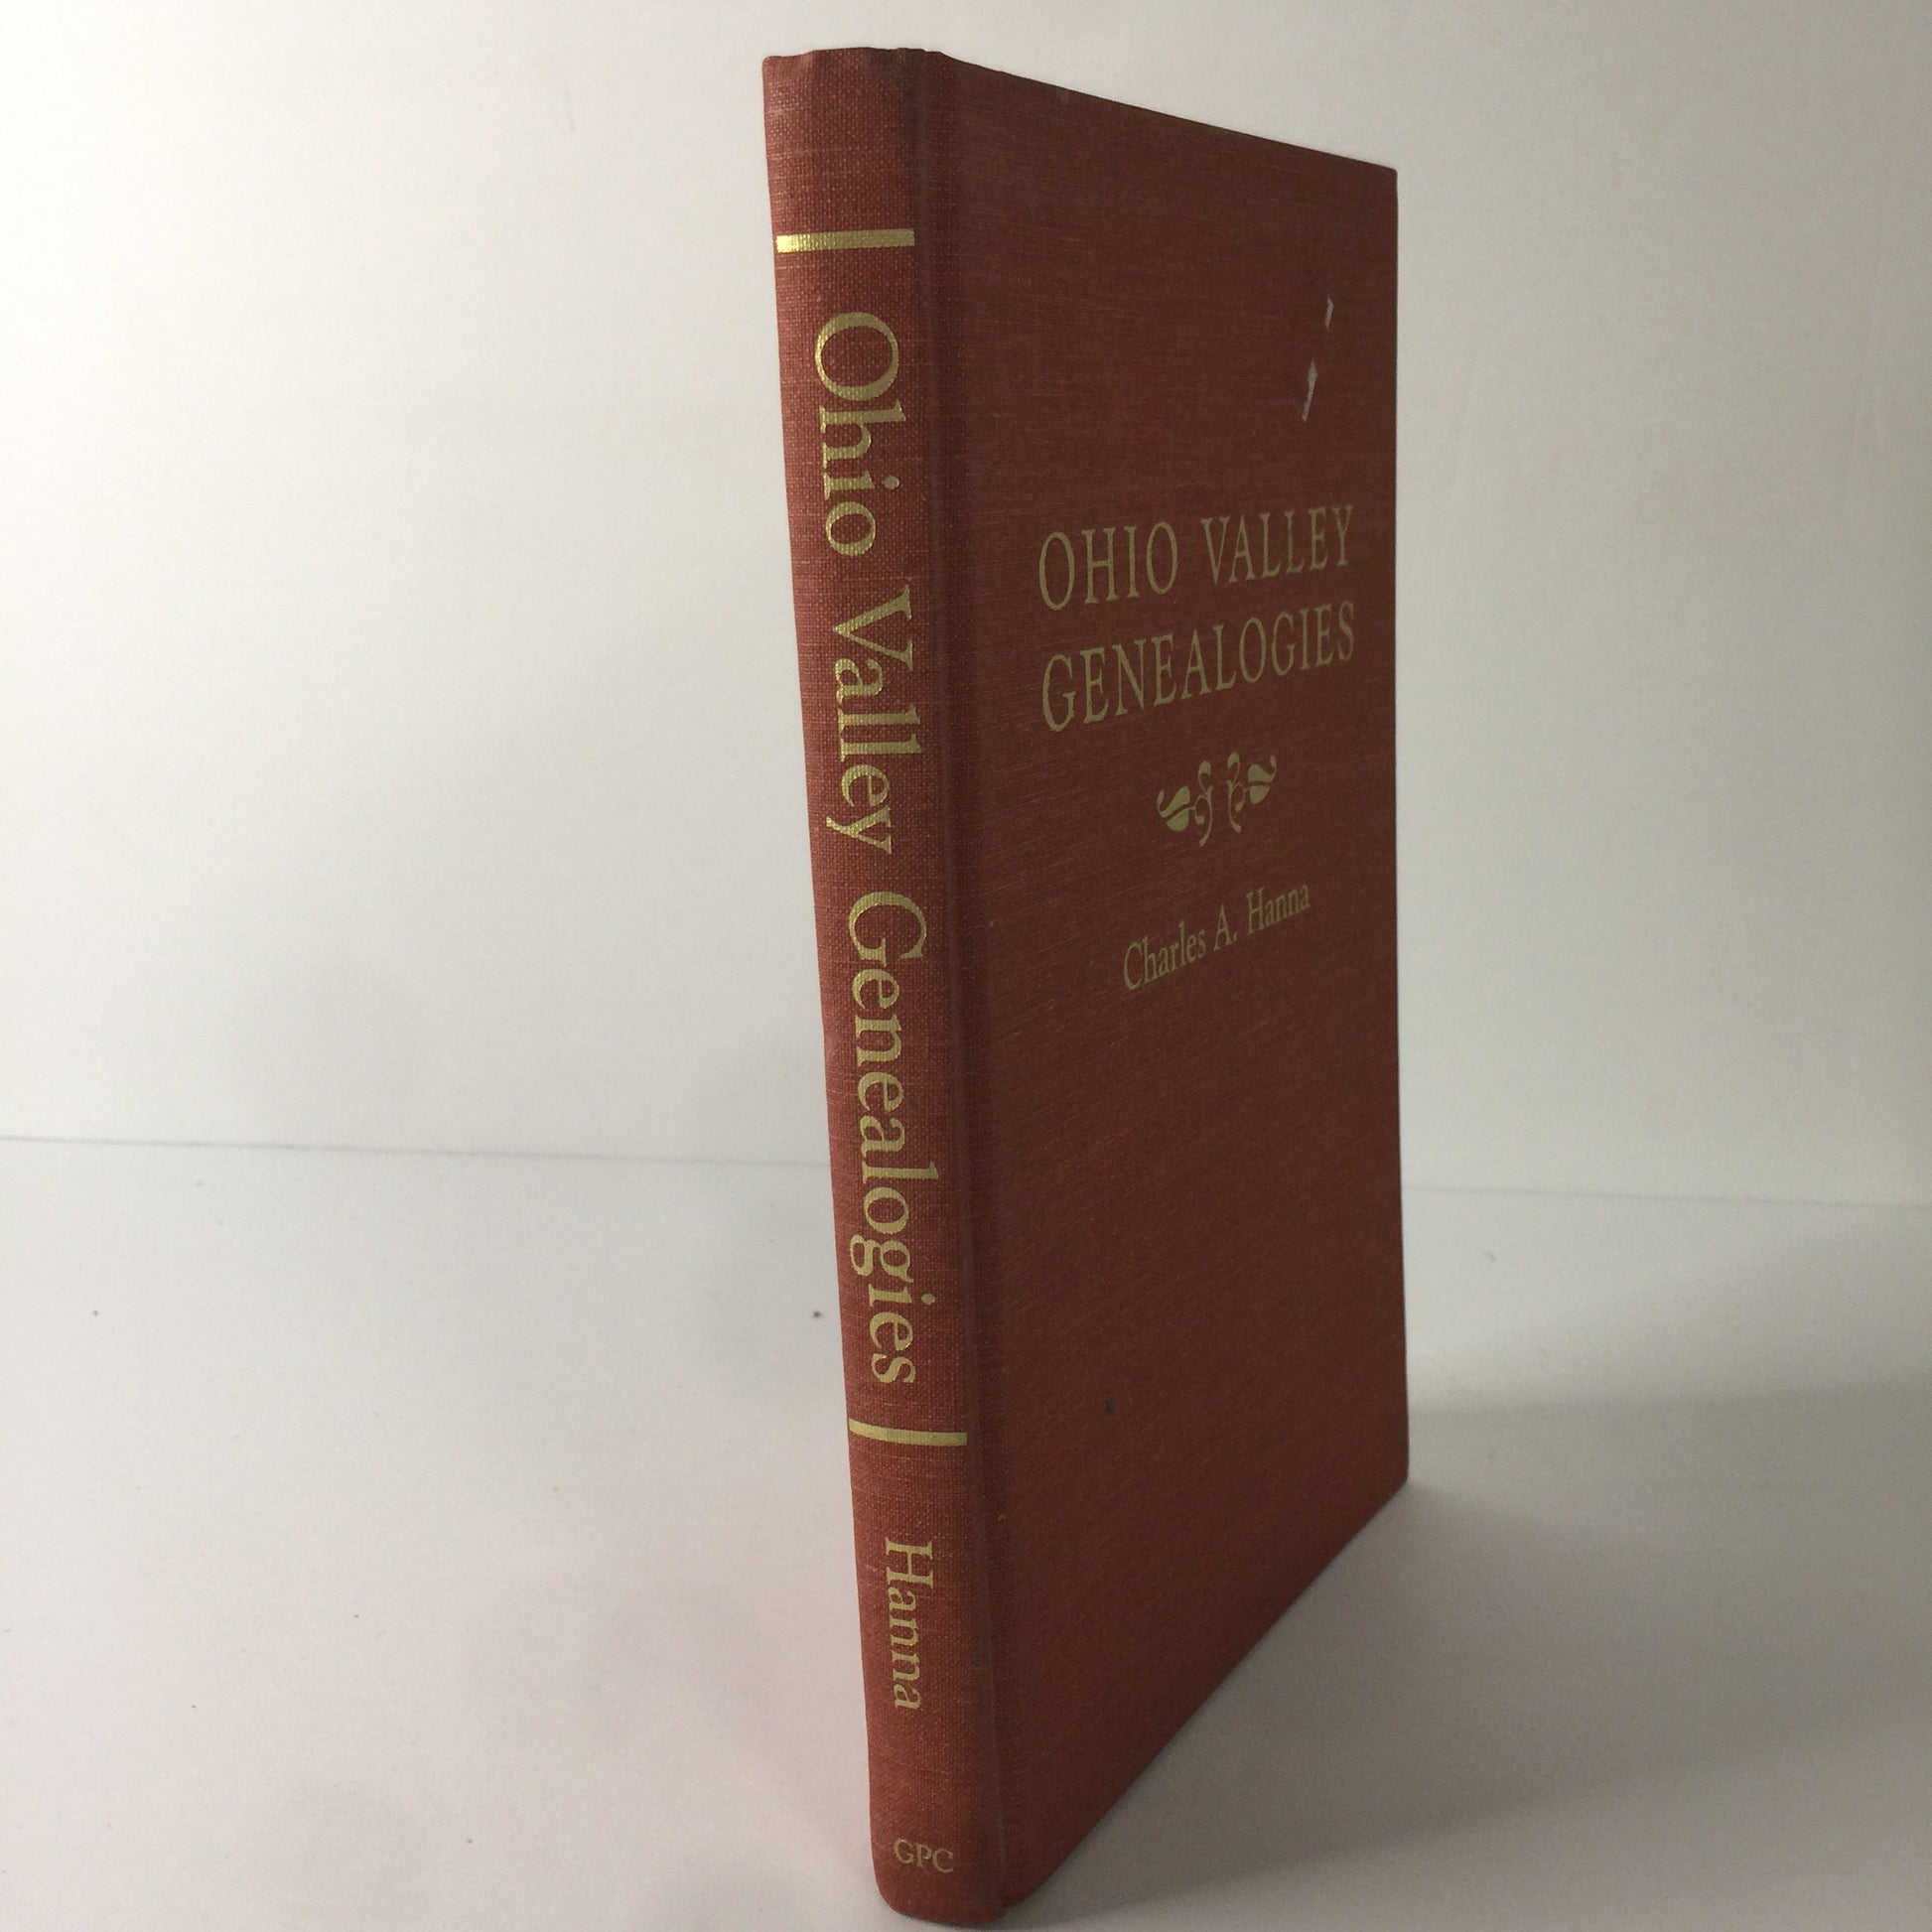 Ohio Valley Genealogies
Hanna
GPC
OHIO VALLEY
GENEALOGIES
Charles A. Hanna